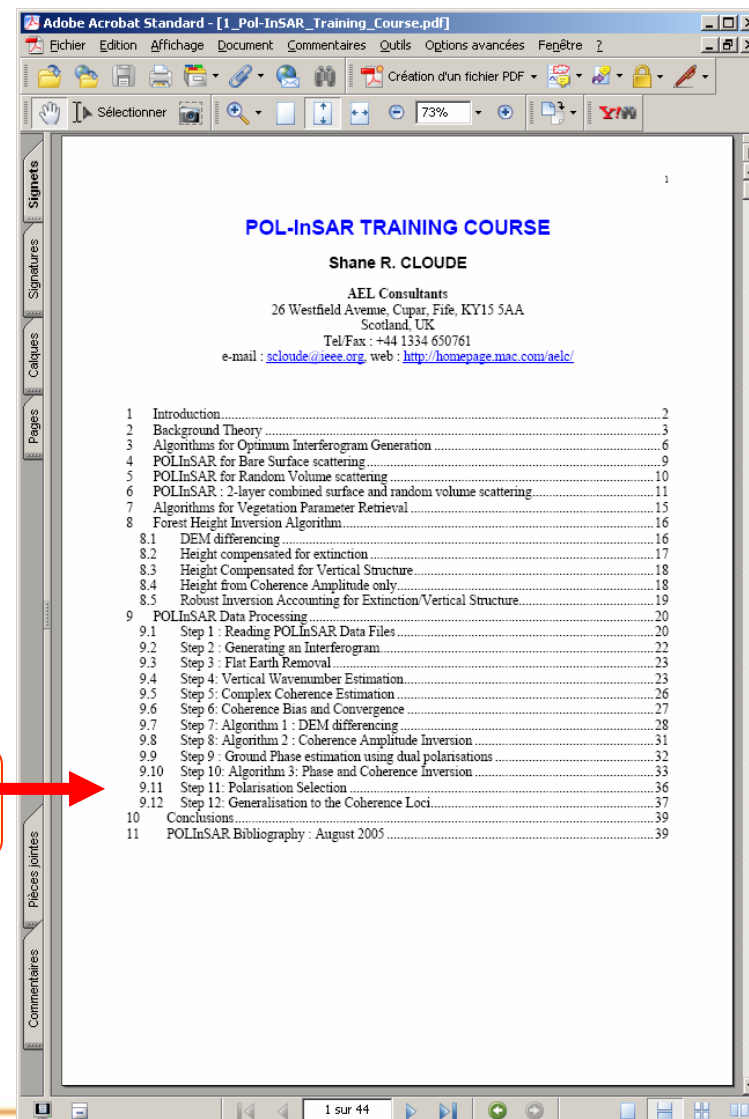 Adobe Acrobat Standard - [1_Pol-InSAR_Training_Course.pdf]
Eichier Edition Affichage Document Commentaires Outils Options avancées Fenêtre ?
Création d'un fichier PDF
Sélectionner 73% Y!
Signets
Signatures
Calques
Pages
Pièces jointes
Commentaires
1
POL-InSAR TRAINING COURSE
Shane R. CLOUDE
AEL Consultants
26 Westfield Avenue, Cupar, Fife, KY15 5AA
Scotland, UK
Tel/Fax : +44 1334 650761
e-mail : scloude@ieee.org, web : http://homepage.mac.com/aelc/
1 Introduction 2
2 Background Theory 3
3 Algorithms for Optimum Interferogram Generation 6
4 POLInSAR for Bare Surface scattering 9
5 POLInSAR for Random Volume scattering 10
6 POLInSAR : 2-layer combined surface and random volume scattering 11
7 Algorithms for Vegetation Parameter Retrieval 15
8 Forest Height Inversion Algorithm 16
8.1 DEM differencing 16
8.2 Height compensated for extinction 17
8.3 Height Compensated for Vertical Structure 18
8.4 Height from Coherence Amplitude only 18
8.5 Robust Inversion Accounting for Extinction/Vertical Structure 19
9 POLInSAR Data Processing 20
9.1 Step 1 : Reading POLInSAR Data Files 20
9.2 Step 2 : Generating an Interferogram 22
9.3 Step 3 : Flat Earth Removal 23
9.4 Step 4: Vertical Wavenumber Estimation 23
9.5 Step 5: Complex Coherence Estimation 26
9.6 Step 6: Coherence Bias and Convergence 27
9.7 Step 7: Algorithm 1 : DEM differencing 28
9.8 Step 8: Algorithm 2 : Coherence Amplitude Inversion 31
9.9 Step 9 : Ground Phase estimation using dual polarisations 32
9.10 Step 10: Algorithm 3: Phase and Coherence Inversion 33
9.11 Step 11: Polarisation Selection 36
9.12 Step 12: Generalisation to the Coherence Loci 37
10 Conclusions 39
11 POLInSAR Bibliography : August 2005 39
1 sur 44